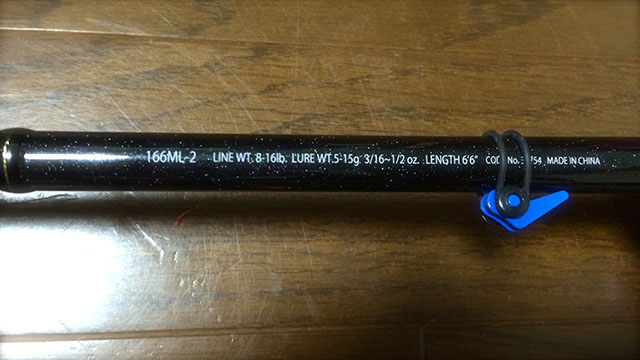 166ML-2 LINE WT. 8-16lb. LURE WT.5-15g 3/16~1/2 oz. LENGTH 6'6" No. MADE IN CHINA